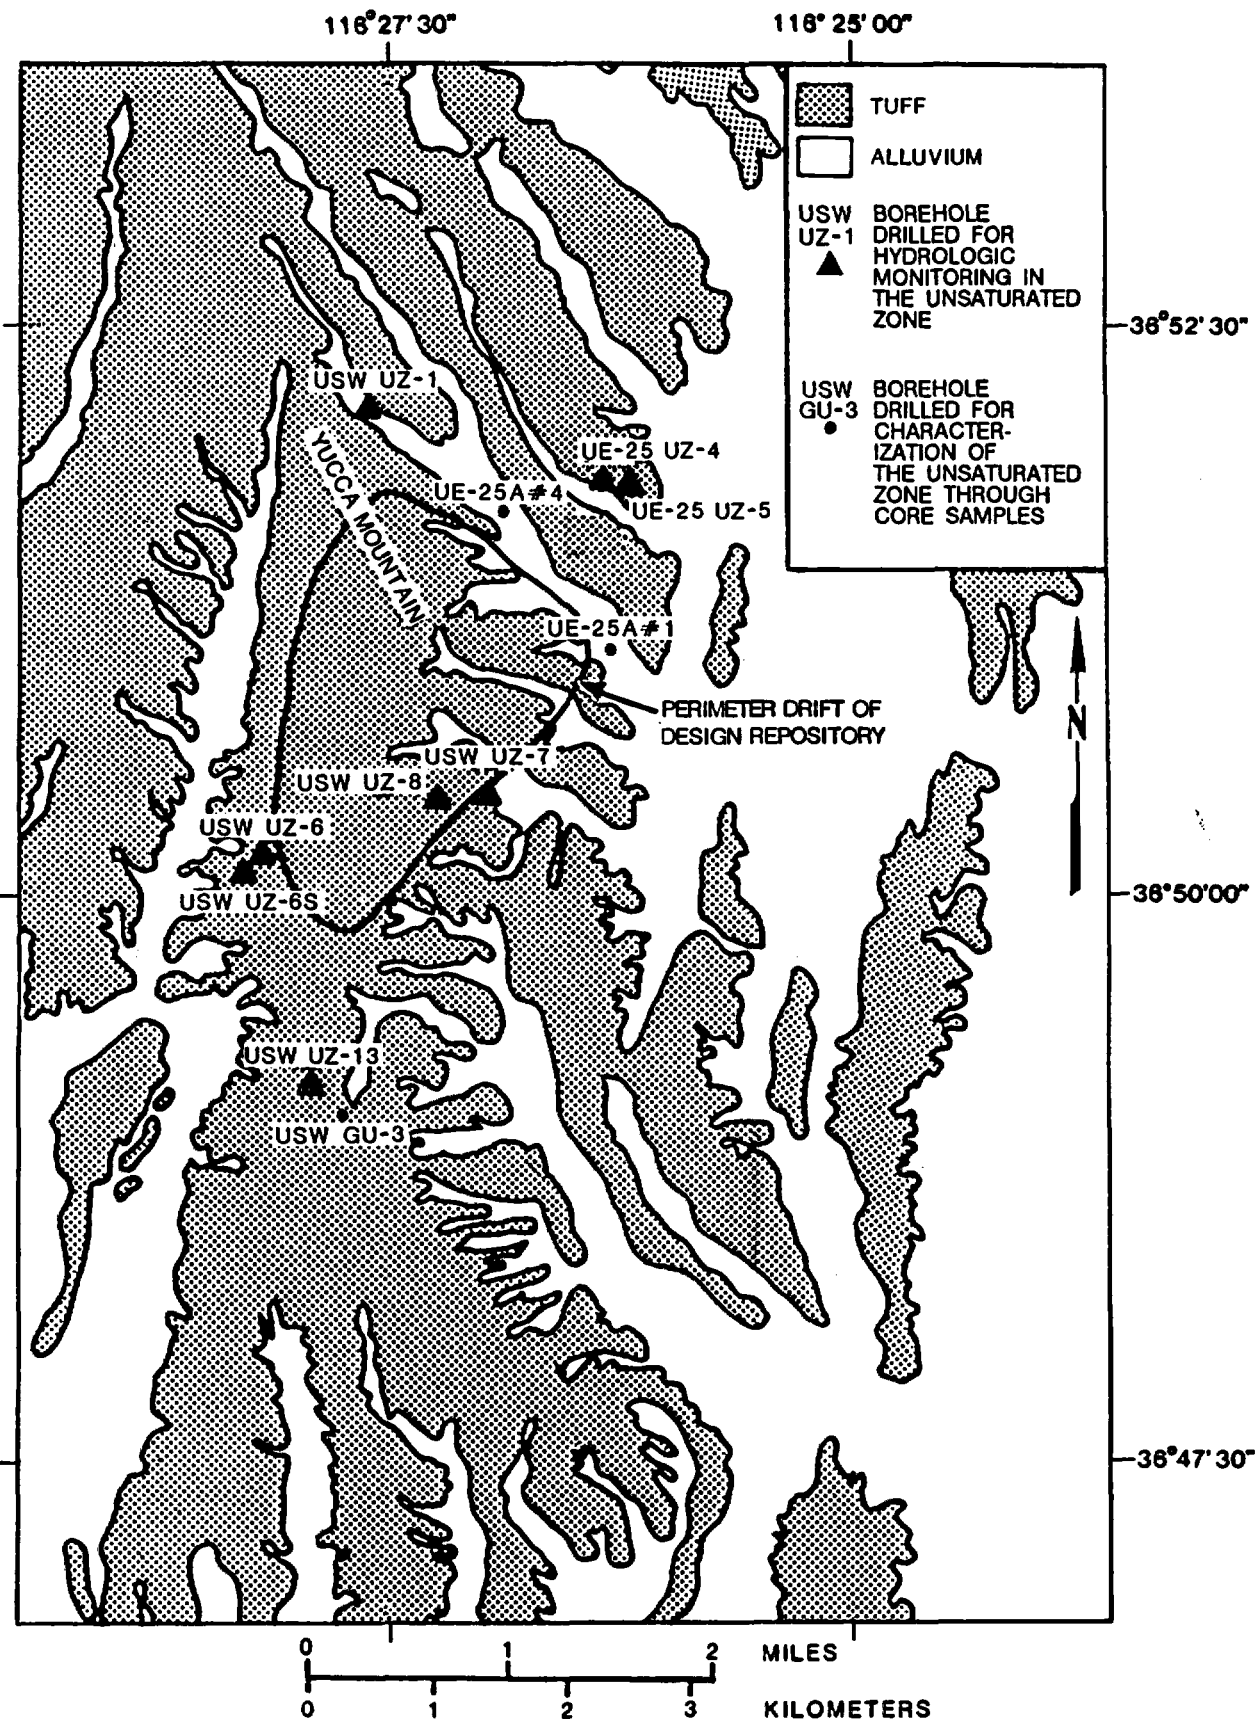 116°27'30"
116°25'00"
TUFF
ALLUVIUM
USW UZ-1
BOREHOLE DRILLED FOR HYDROLOGIC MONITORING IN THE UNSATURATED ZONE
36°52'30"
USW GU-3
BOREHOLE DRILLED FOR CHARACTER-
IZATION OF THE UNSATURATED ZONE THROUGH CORE SAMPLES
USW UZ-1
YUCCA MOUNTAIN
UE-25 UZ-4
UE-25A#4
UE-25 UZ-5
UE-25A#1
PERIMETER DRIFT OF
DESIGN REPOSITORY
N
USW UZ-7
USW UZ-8
USW UZ-6
USW UZ-6S
36°50'00"
USW UZ-13
USW GU-3
36°47'30"
0 1 2 MILES
0 1 2 3 KILOMETERS